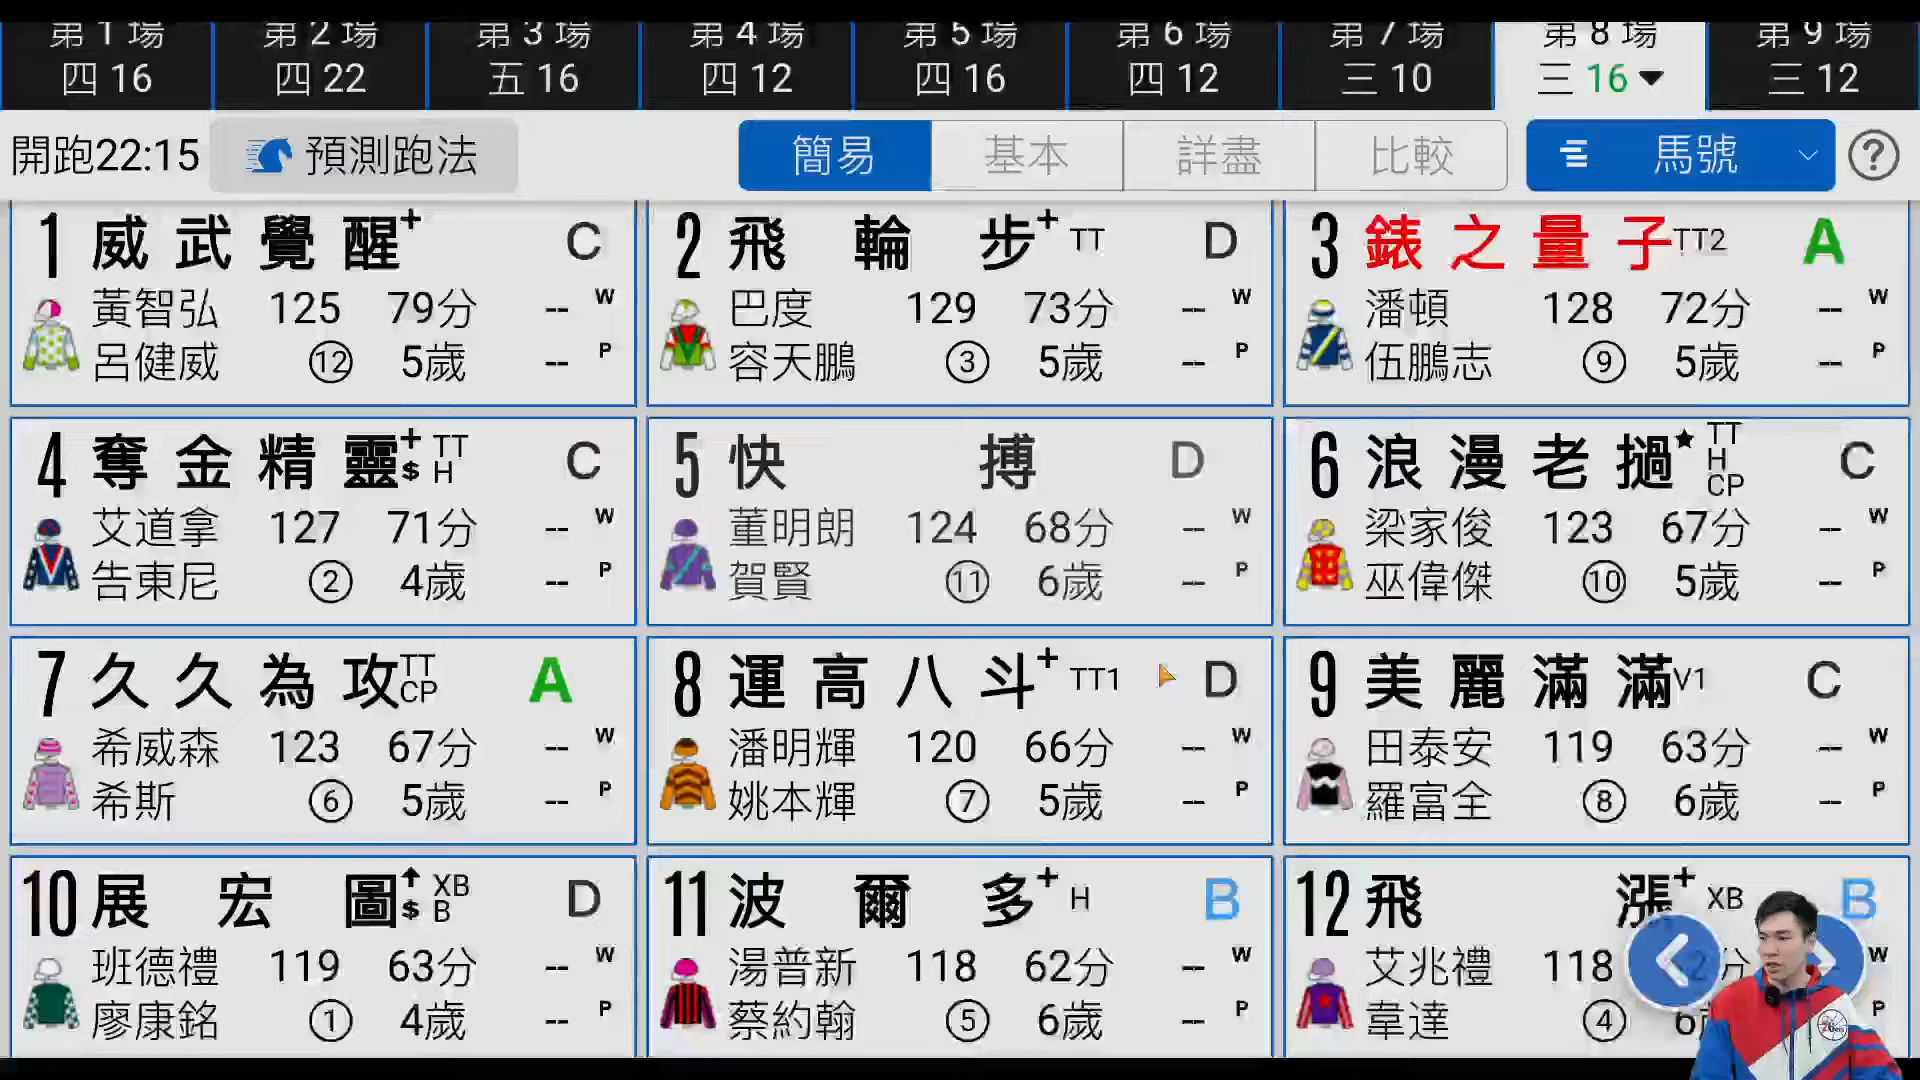 第 1 場 第 2 場 第 3 場 第 4 場 第 5 場 第 6 場 第 7 場 第 8 場 第 9 場
四 16 四 22 五 16 四 12 四 16 四 12 三 10 三 16 三 12
開跑22:15 預測跑法 簡易 基本 詳盡 比較 馬號 ?
1 威武覺醒+ C
黃智弘 125 79分 -- W
呂健威 12 5歲 -- P
2 飛輪步+ TT D
巴度 129 73分 -- W
容天鵬 3 5歲 -- P
3 錶之量子 TT2 A
潘頓 128 72分 -- W
伍鵬志 9 5歲 -- P
4 奪金精靈+$ TT H C
艾道拿 127 71分 -- W
告東尼 2 4歲 -- P
5 快搏 D
董明朗 124 68分 -- W
賀賢 11 6歲 -- P
6 浪漫老撾★ TT H CP C
梁家俊 123 67分 -- W
巫偉傑 10 5歲 -- P
7 久久為攻 TT CP A
希威森 123 67分 -- W
希斯 6 5歲 -- P
8 運高八斗+ TT1 D
潘明輝 120 66分 -- W
姚本輝 7 5歲 -- P
9 美麗滿滿 V1 C
田泰安 119 63分 -- W
羅富全 8 6歲 -- P
10 展宏圖↑$ XB B D
班德禮 119 63分 -- W
廖康銘 1 4歲 -- P
11 波爾多+ H B
湯普新 118 62分 -- W
蔡約翰 5 6歲 -- P
12 飛漲+ XB B
艾兆禮 118 分 W
韋達 4 6 P